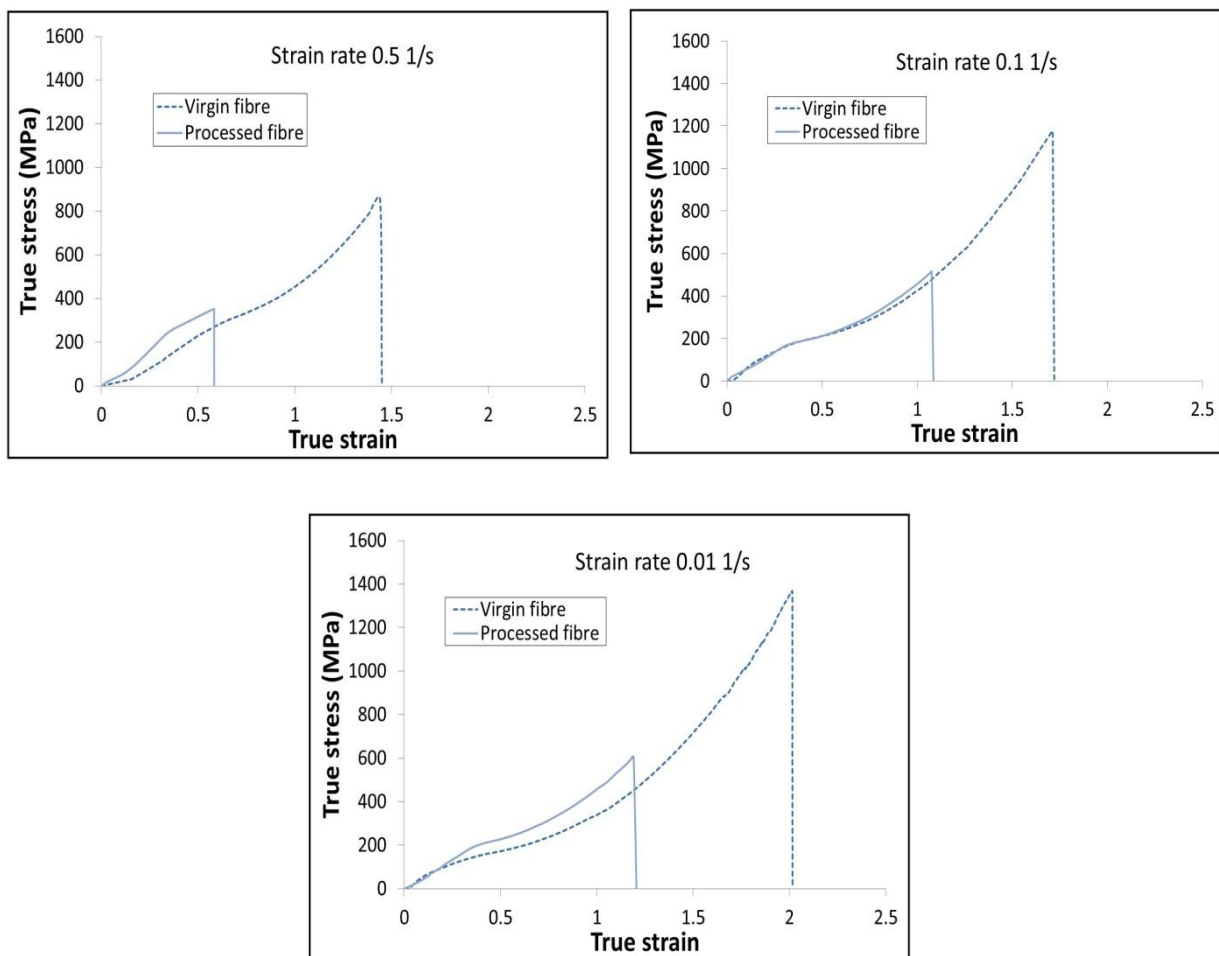 Strain rate 0.5 1/s
Virgin fibre
Processed fibre
True stress (MPa)
1600
1400
1200
1000
800
600
400
200
0
0 0.5 1 1.5 2 2.5
True strain
Strain rate 0.1 1/s
Virgin fibre
Processed fibre
True stress (MPa)
1600
1400
1200
1000
800
600
400
200
0
0 0.5 1 1.5 2 2.5
True strain
Strain rate 0.01 1/s
Virgin fibre
Processed fibre
True stress (MPa)
1600
1400
1200
1000
800
600
400
200
0
0 0.5 1 1.5 2 2.5
True strain